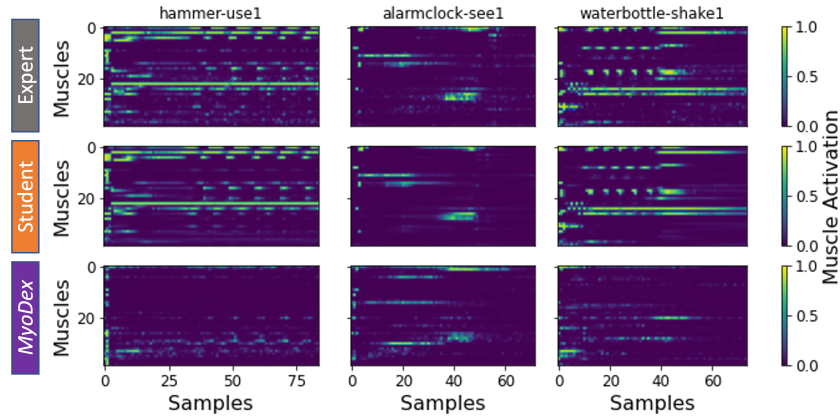 hammer-use1 alarmclock-see1 waterbottle-shake1
Expert Muscles 0 20 1.0 0.5 0.0
Student Muscles 0 20 1.0 0.5 0.0
MyoDex Muscles 0 20 1.0 0.5 0.0
Muscle Activation
0 25 50 75 0 20 40 60 0 20 40 60
Samples Samples Samples